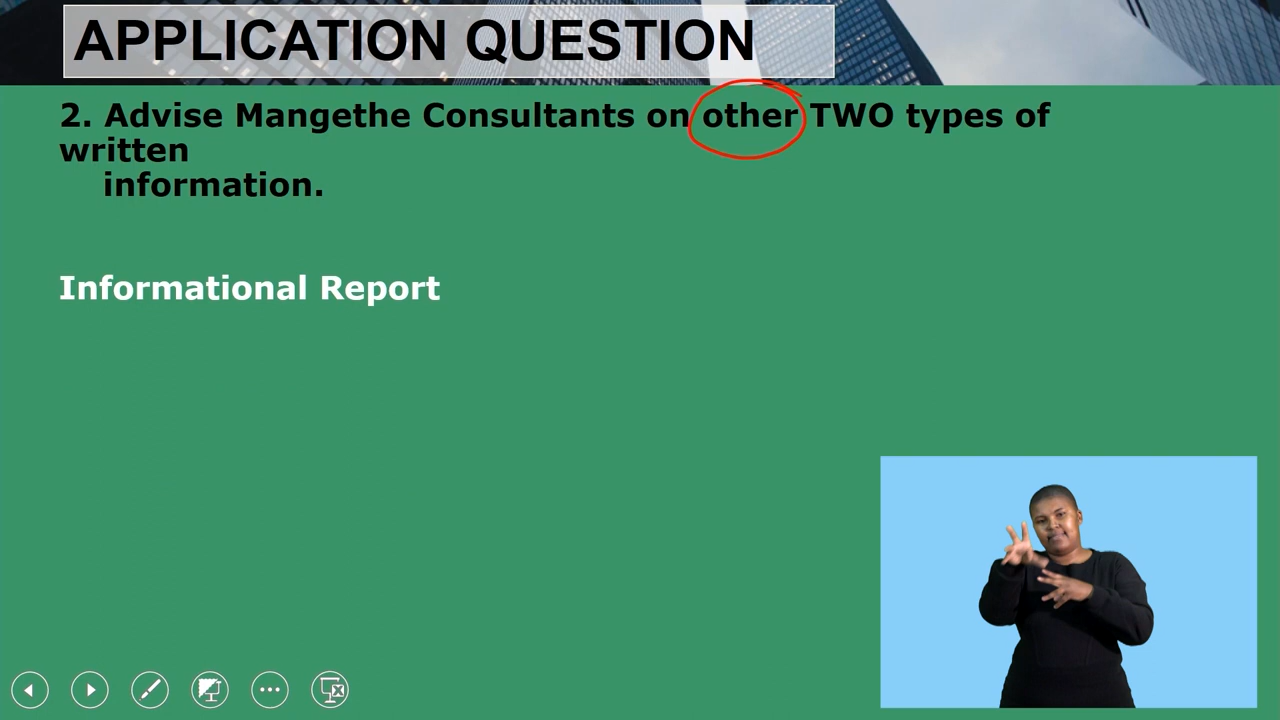 APPLICATION QUESTION
2. Advise Mangethe Consultants on other TWO types of
written
information.
Informational Report